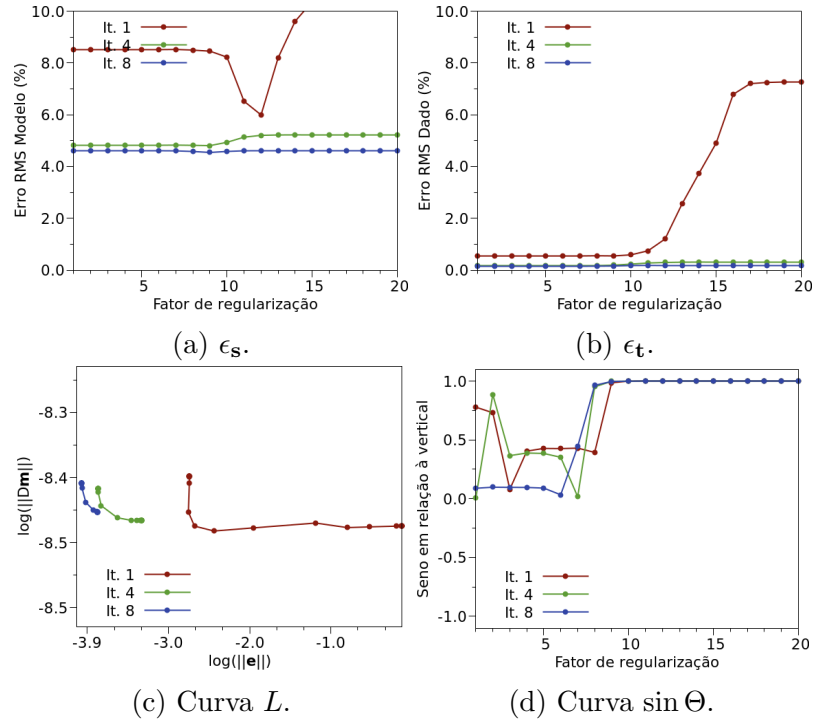 10.0
8.0
6.0
4.0
2.0
0.0
Erro RMS Modelo (%)
It. 1
It. 4
It. 8
5
10
15
20
Fator de regularização
(a) ϵs.
10.0
8.0
6.0
4.0
2.0
0.0
Erro RMS Dado (%)
It. 1
It. 4
It. 8
5
10
15
20
Fator de regularização
(b) ϵt.
-8.3
-8.4
-8.5
-8.5
log(||Dm||)
It. 1
It. 4
It. 8
-3.9
-3.0
-2.0
-1.0
log(||e||)
(c) Curva L.
1.0
0.5
0.0
-0.5
-1.0
Seno em relação à vertical
It. 1
It. 4
It. 8
5
10
15
20
Fator de regularização
(d) Curva sin Θ.